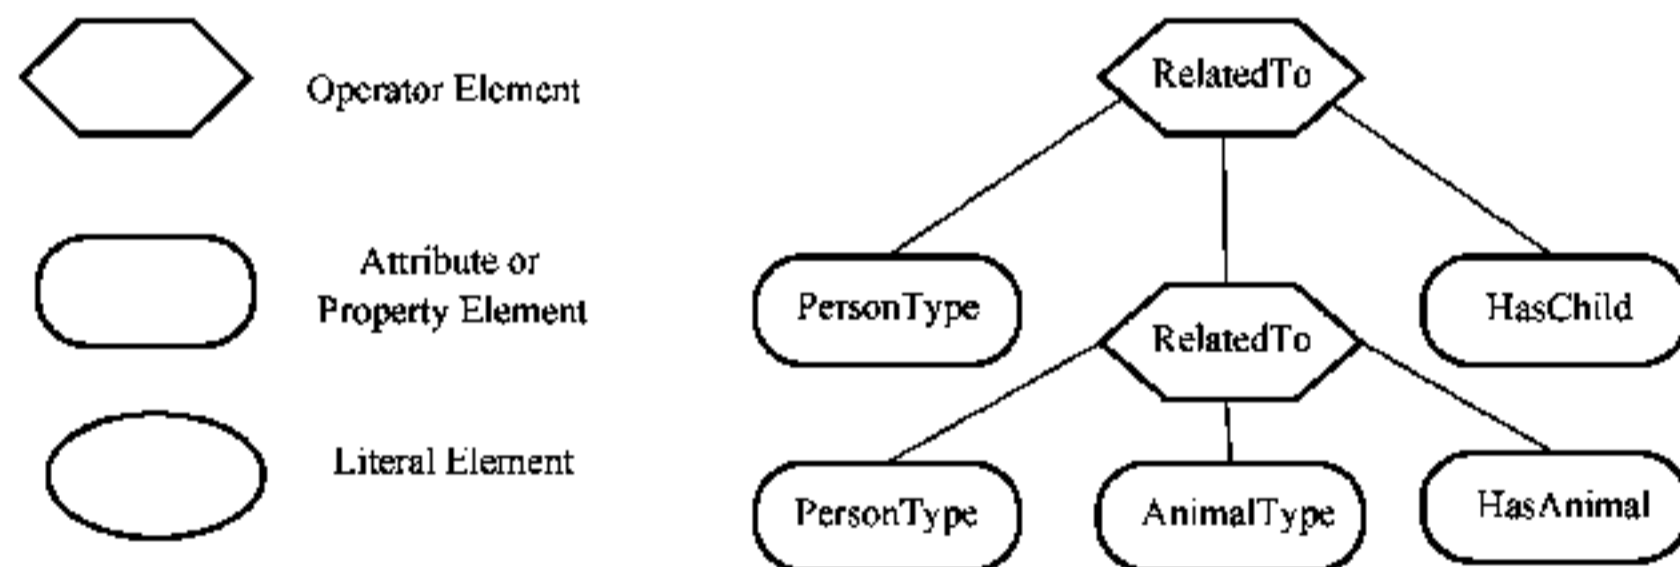 Operator Element
Attribute or
Property Element
Literal Element
RelatedTo
PersonType
RelatedTo
HasChild
PersonType
AnimalType
HasAnimal